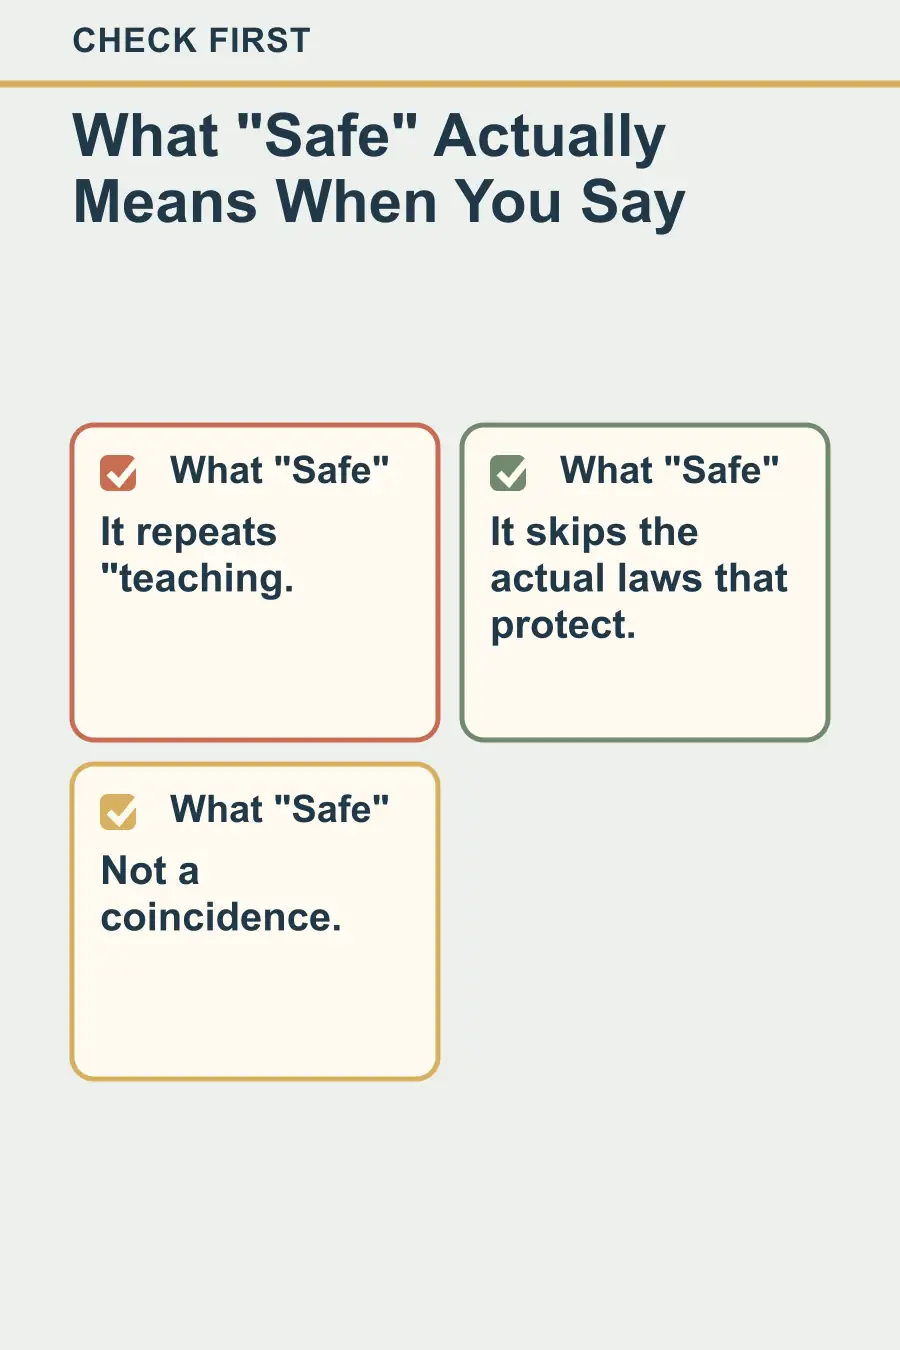 CHECK FIRST
What "Safe" Actually
Means When You Say
What "Safe"
It repeats
"teaching.
What "Safe"
It skips the
actual laws that
protect.
What "Safe"
Not a
coincidence.